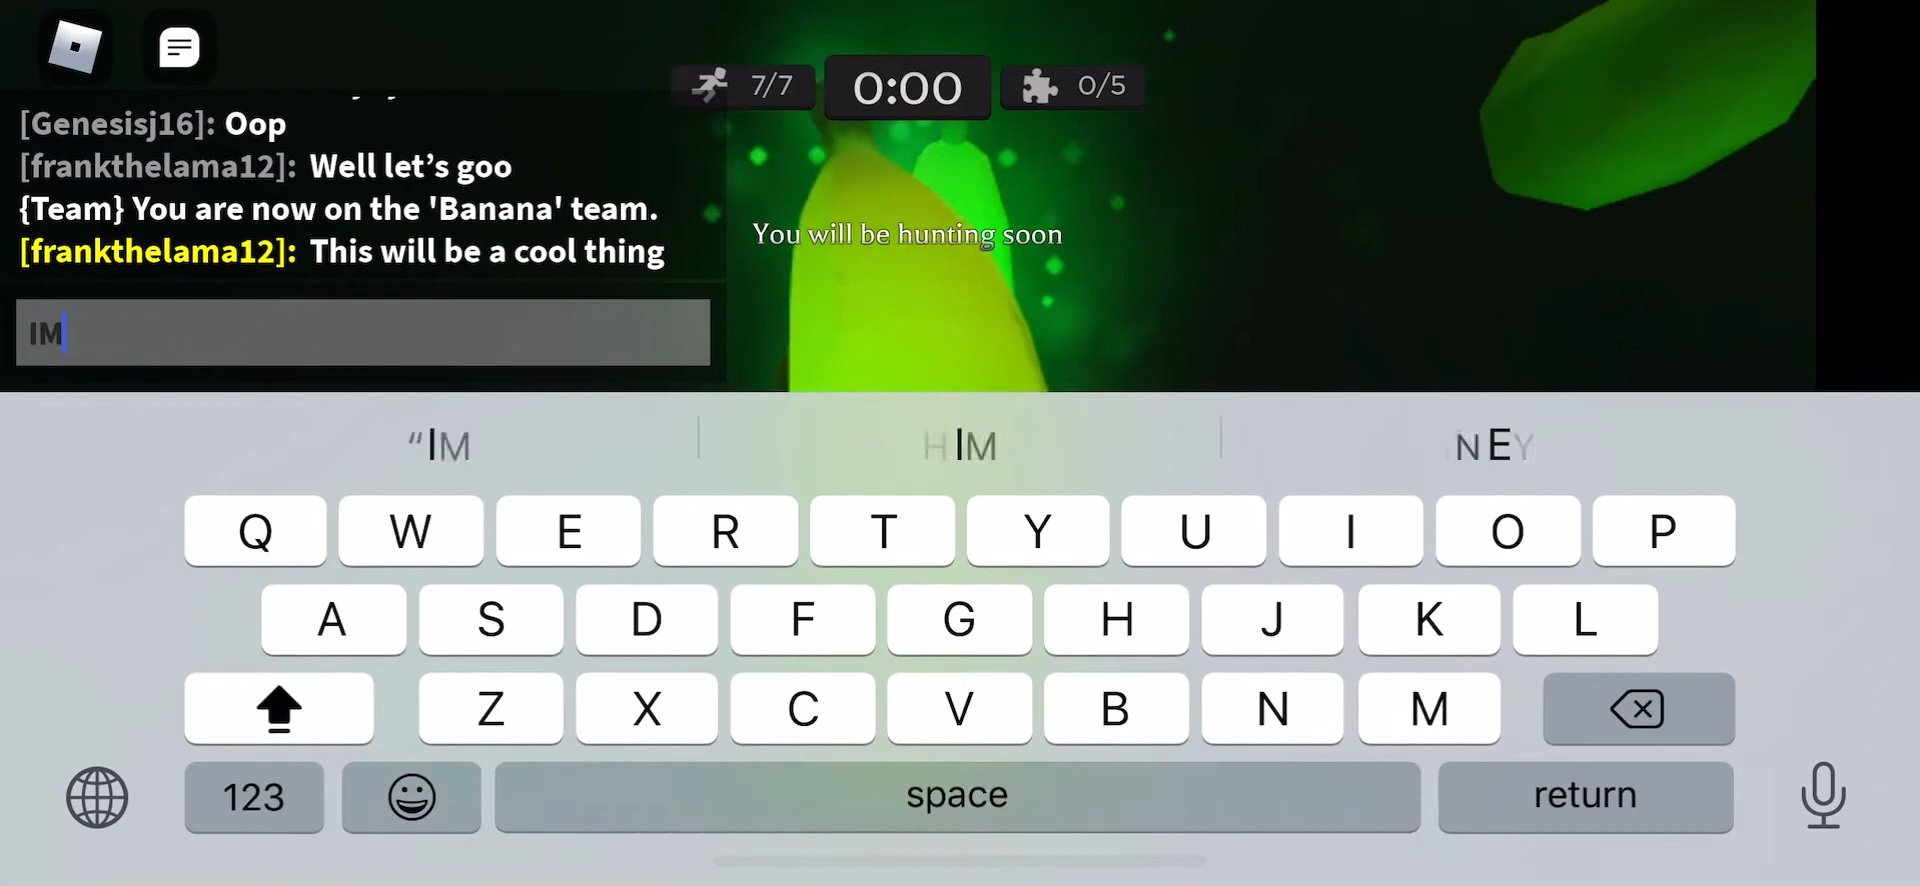 7/7
0:00
0/5
[Genesisj16]: Oop
[frankthelama12]: Well let’s goo
{Team} You are now on the 'Banana' team.
[frankthelama12]: This will be a cool thing
You will be hunting soon
IM
“IM
HIM
NEY
Q W E R T Y U I O P
A S D F G H J K L
Z X C V B N M
123
space
return